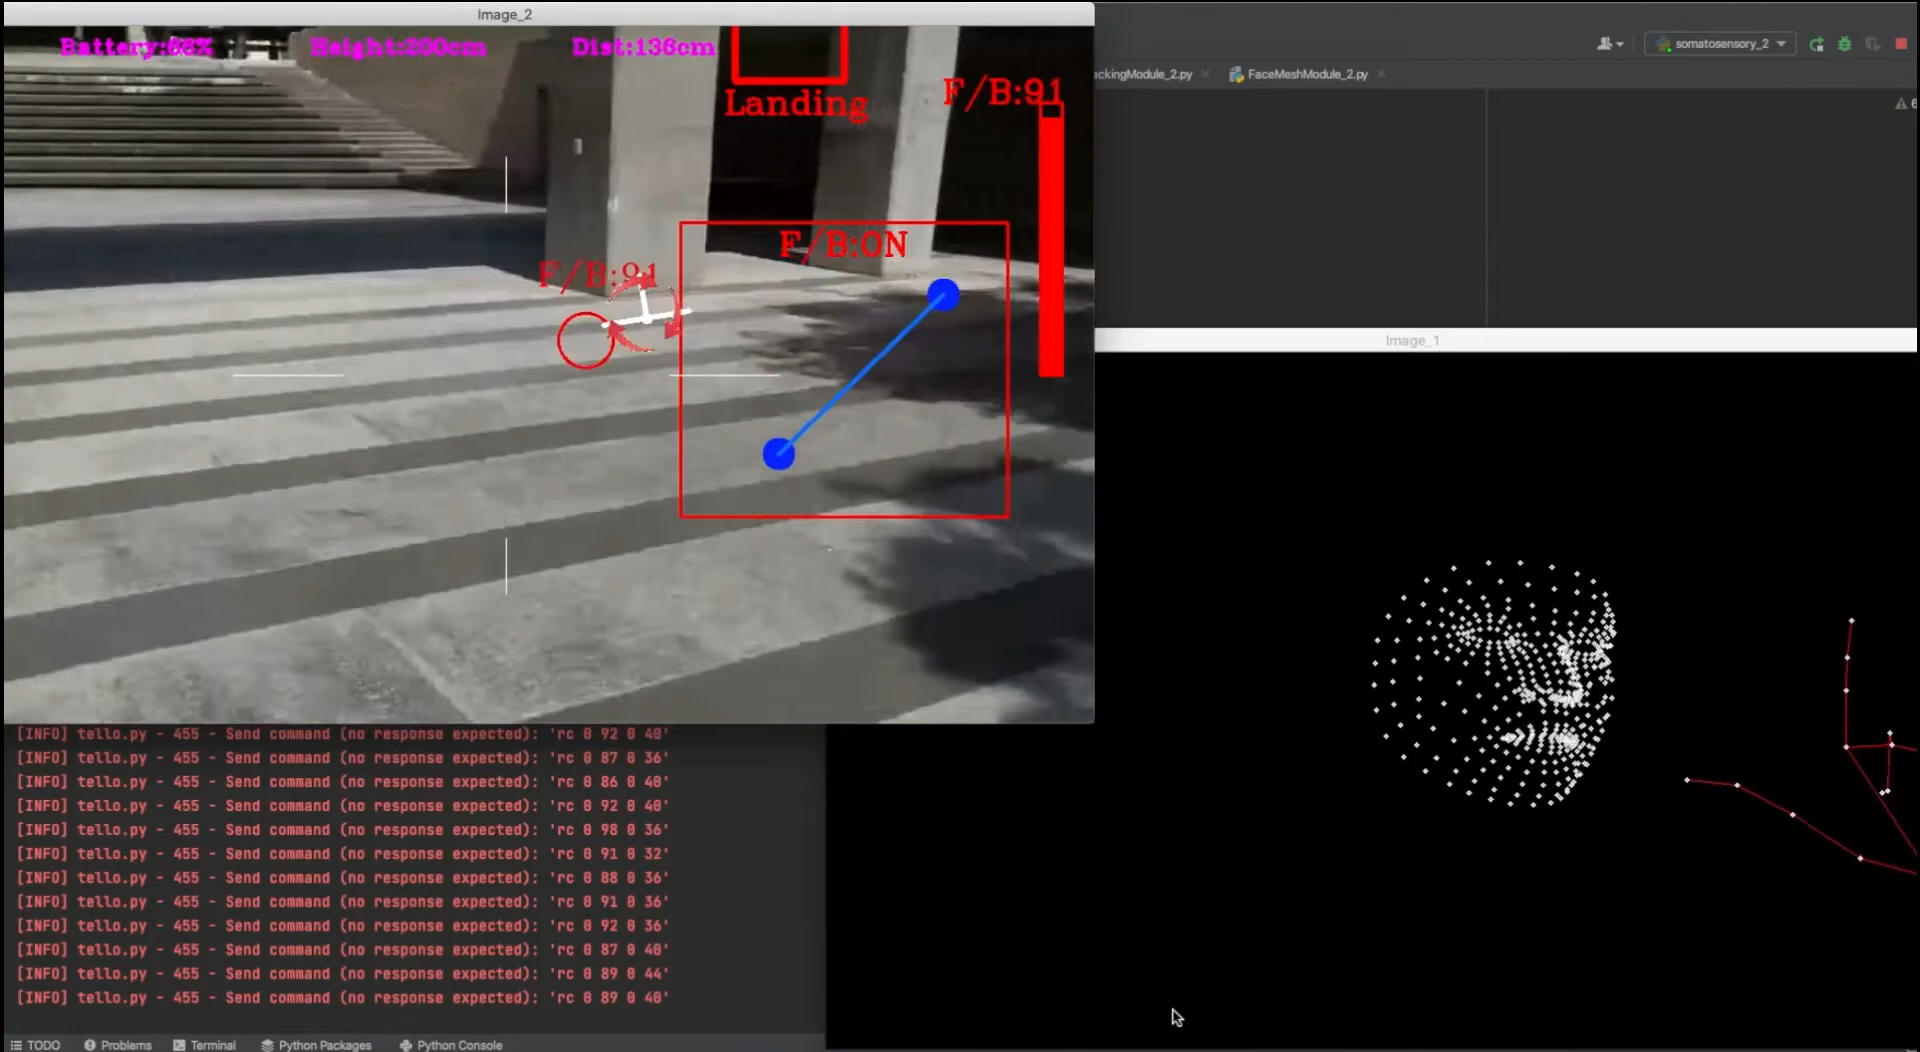 Image_2
somatosensory_2
ackingModule_2.py
FaceMeshModule_2.py
Battery:68%
Height:200cm
Dist:136cm
F/B:91
Landing
F/B:ON
F/B:91
Image_1
[INFO] tello.py - 455 - Send command (no response expected): 'rc 0 92 0 40'
[INFO] tello.py - 455 - Send command (no response expected): 'rc 0 87 0 36'
[INFO] tello.py - 455 - Send command (no response expected): 'rc 0 86 0 40'
[INFO] tello.py - 455 - Send command (no response expected): 'rc 0 92 0 40'
[INFO] tello.py - 455 - Send command (no response expected): 'rc 0 98 0 36'
[INFO] tello.py - 455 - Send command (no response expected): 'rc 0 91 0 32'
[INFO] tello.py - 455 - Send command (no response expected): 'rc 0 88 0 36'
[INFO] tello.py - 455 - Send command (no response expected): 'rc 0 91 0 36'
[INFO] tello.py - 455 - Send command (no response expected): 'rc 0 92 0 36'
[INFO] tello.py - 455 - Send command (no response expected): 'rc 0 87 0 40'
[INFO] tello.py - 455 - Send command (no response expected): 'rc 0 89 0 44'
[INFO] tello.py - 455 - Send command (no response expected): 'rc 0 89 0 40'
TODO Problems Terminal Python Packages Python Console